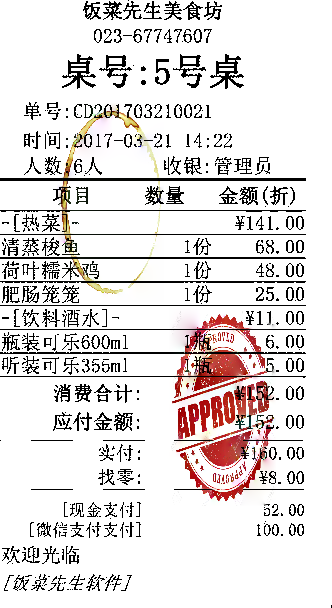 饭菜先生美食坊
023-67747607
桌号:5号桌
单号:CD201703210021
时间:2017-03-21 14:22
人数:6人 收银:管理员
项目 数量 金额(折)
-[热菜]- ¥141.00
清蒸梭鱼 1份 68.00
荷叶糯米鸡 1份 48.00
肥肠笼笼 1份 25.00
-[饮料酒水]- ¥11.00
瓶装可乐600ml 1瓶 6.00
听装可乐355ml 1瓶 5.00
消费合计: ¥152.00
应付金额: ¥152.00
实付: ¥160.00
找零: ¥8.00
[现金支付] 52.00
[微信支付支付] 100.00
欢迎光临
[饭菜先生软件]
APPROVED
APPROVED
APPROVED